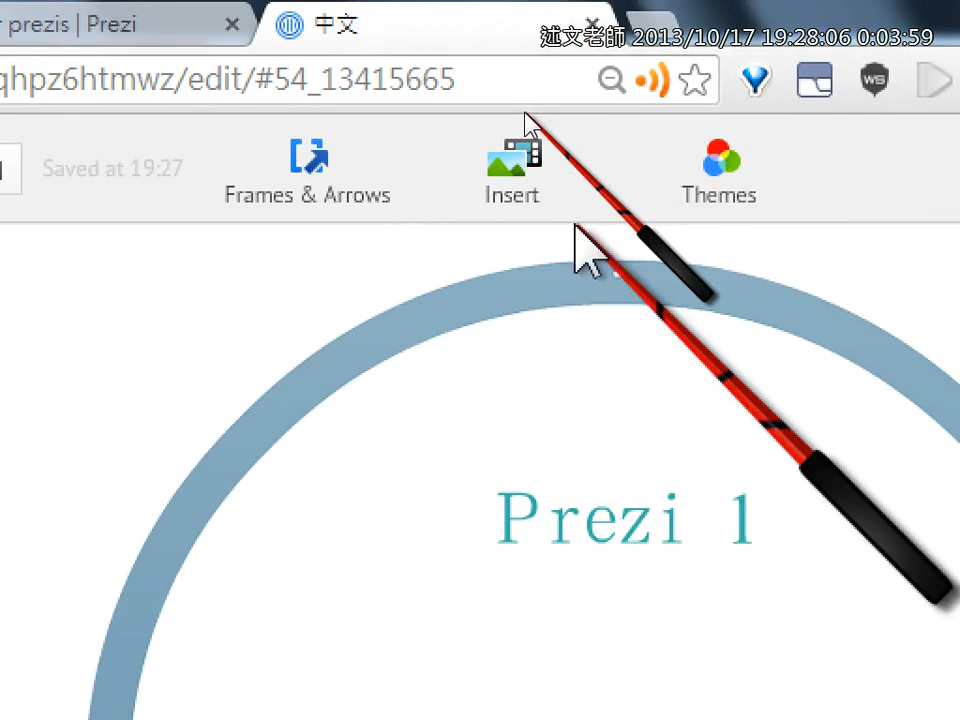 r prezis | Prezi
中文
述文老師 2013/10/17 19:28:06 0:03:59
qhpz6htmwz/edit/#54_13415665
WS
Saved at 19:27
Frames & Arrows
Insert
Themes
Prezi 1